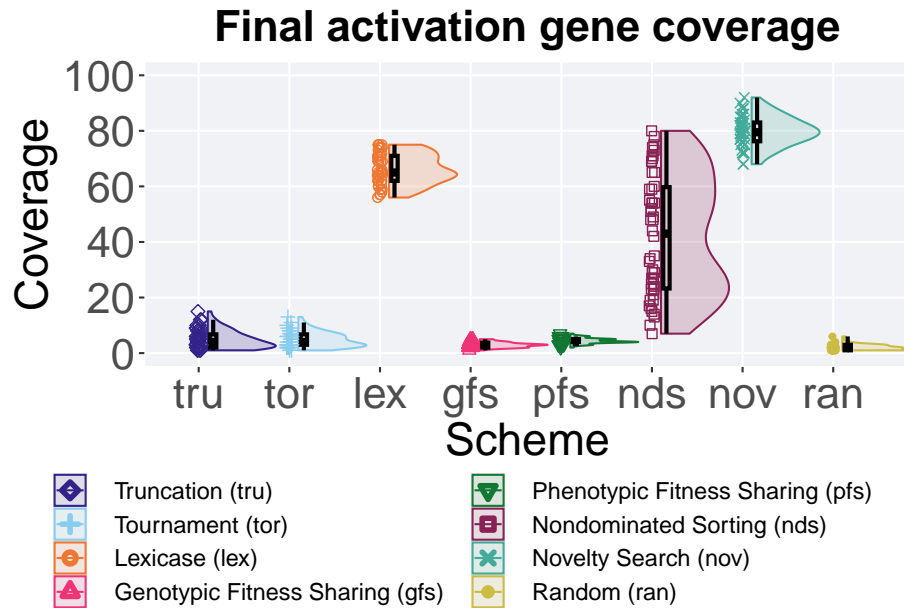 Final activation gene coverage
100
80
60
40
20
0
Coverage
tru tor lex gfs pfs nds nov ran
Scheme
Truncation (tru)
Tournament (tor)
Lexicase (lex)
Genotypic Fitness Sharing (gfs)
Phenotypic Fitness Sharing (pfs)
Nondominated Sorting (nds)
Novelty Search (nov)
Random (ran)